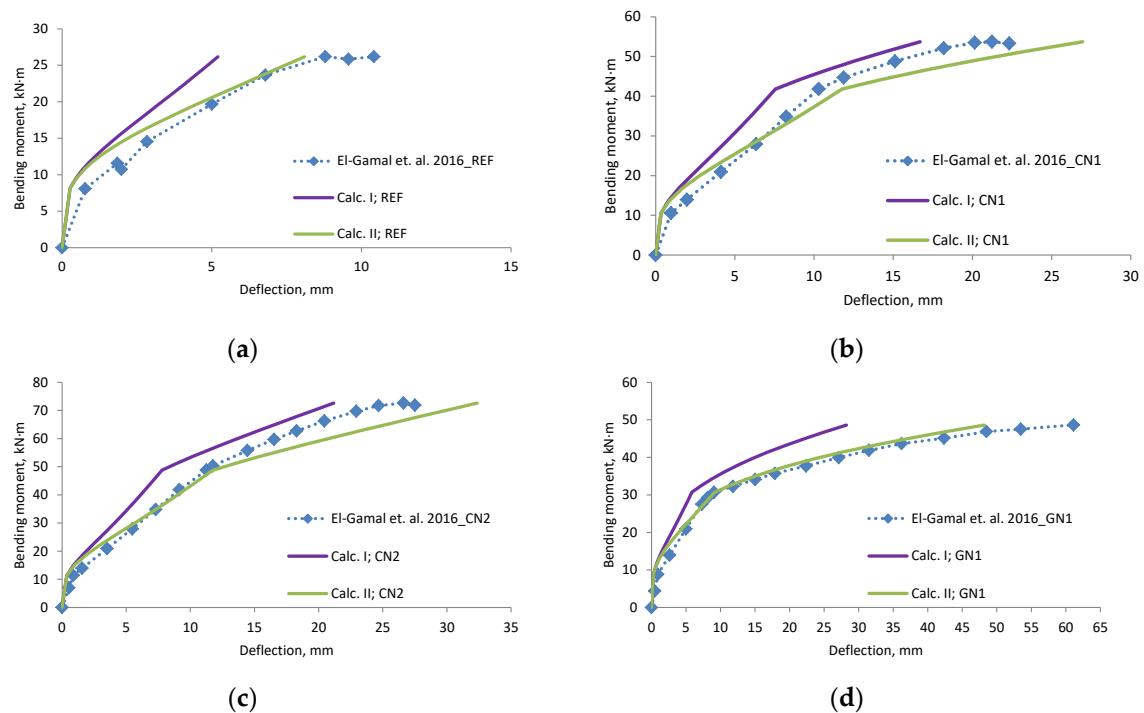 30
25
20
15
10
5
0
Bending moment, kN·m
El-Gamal et. al. 2016_REF
Calc. I; REF
Calc. II; REF
0 5 10 15
Deflection, mm
(a)
60
50
40
30
20
10
0
Bending moment, kN·m
El-Gamal et. al. 2016_CN1
Calc. I; CN1
Calc. II; CN1
0 5 10 15 20 25 30
Deflection, mm
(b)
80
70
60
50
40
30
20
10
0
Bending moment, kN·m
El-Gamal et. al. 2016_CN2
Calc. I; CN2
Calc. II; CN2
0 5 10 15 20 25 30 35
Deflection, mm
(c)
60
50
40
30
20
10
0
Bending moment, kN·m
El-Gamal et. al. 2016_GN1
Calc. I; GN1
Calc. II; GN1
0 5 10 15 20 25 30 35 40 45 50 55 60 65
Deflection, mm
(d)